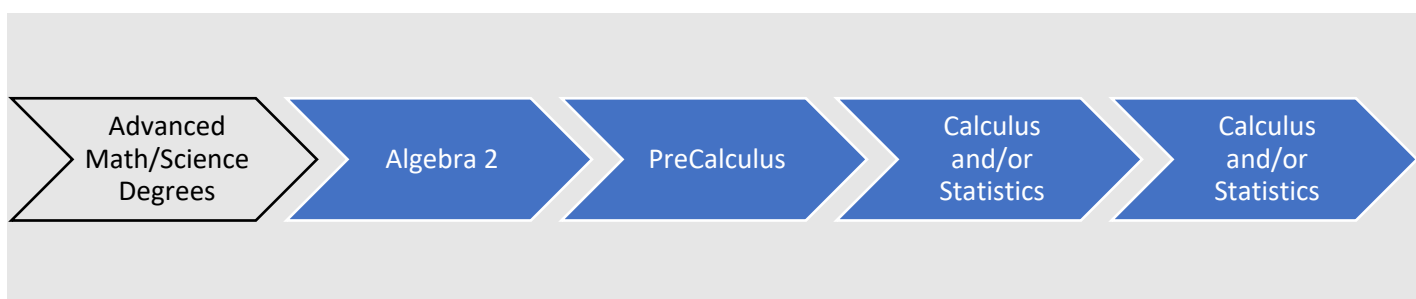 Advanced
Math/Science
Degrees
Algebra 2
PreCalculus
Calculus
and/or
Statistics
Calculus
and/or
Statistics